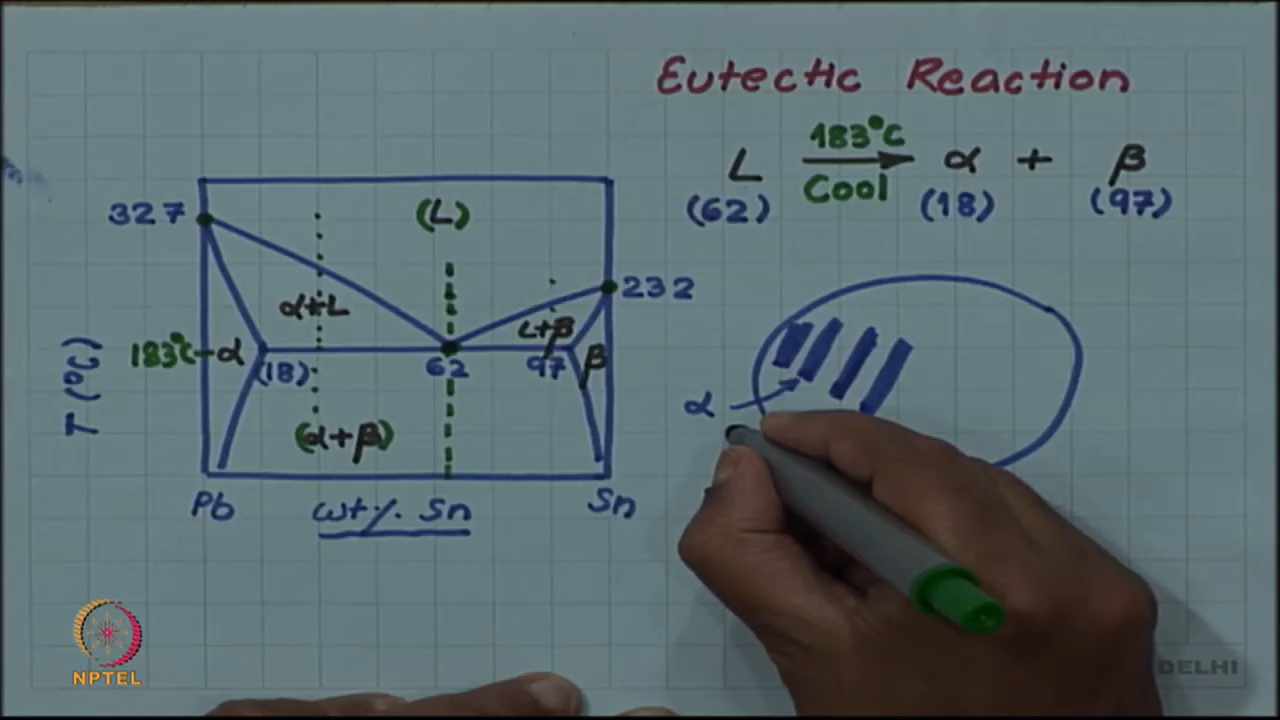 Eutectic Reaction
L 183°C Cool → α + β
(62) (18) (97)
327
(L)
232
α+L
L+β
183°C α
(18)
62
97
β
T (°C)
(α+β)
α
Pb wt% Sn Sn
NPTEL
DELHI